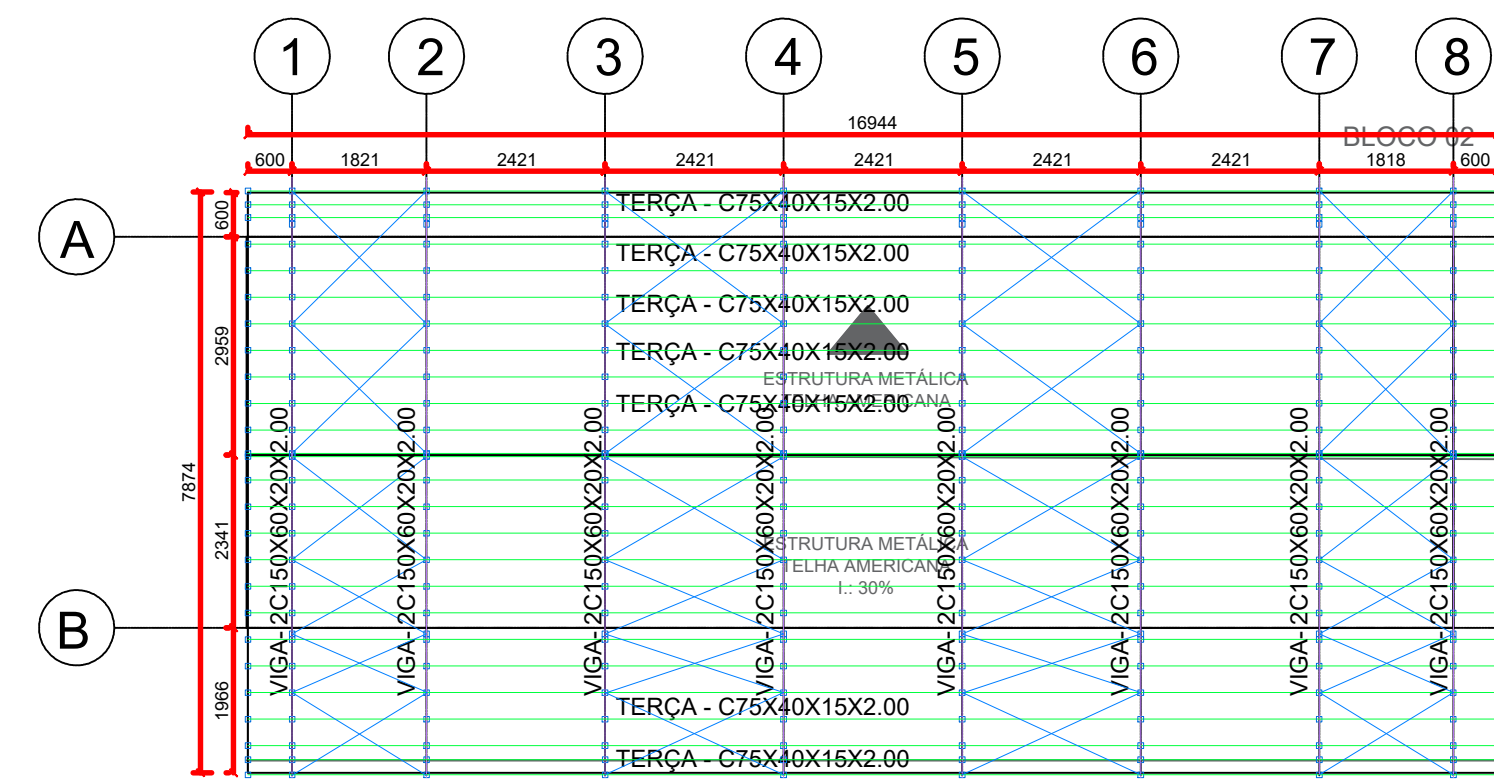 1 2 3 4 5 6 7 8
16944
BLOCO 02
600 1821 2421 2421 2421 2421 2421 1818 600
A
B
600
2959
7874
2341
1966
TERÇA - C75X40X15X2.00
TERÇA - C75X40X15X2.00
TERÇA - C75X40X15X2.00
TERÇA - C75X40X15X2.00
ESTRUTURA METÁLICA
TELHA AMERICANA
TERÇA - C75X40X15X2.00
VIGA-2C150X60X20X2.00
VIGA-2C150X60X20X2.00
VIGA-2C150X60X20X2.00
VIGA-2C150X60X20X2.00
VIGA-2C150X60X20X2.00
VIGA-2C150X60X20X2.00
VIGA-2C150X60X20X2.00
VIGA-2C150X60X20X2.00
ESTRUTURA METÁLICA
TELHA AMERICANA
I.: 30%
TERÇA - C75X40X15X2.00
TERÇA - C75X40X15X2.00